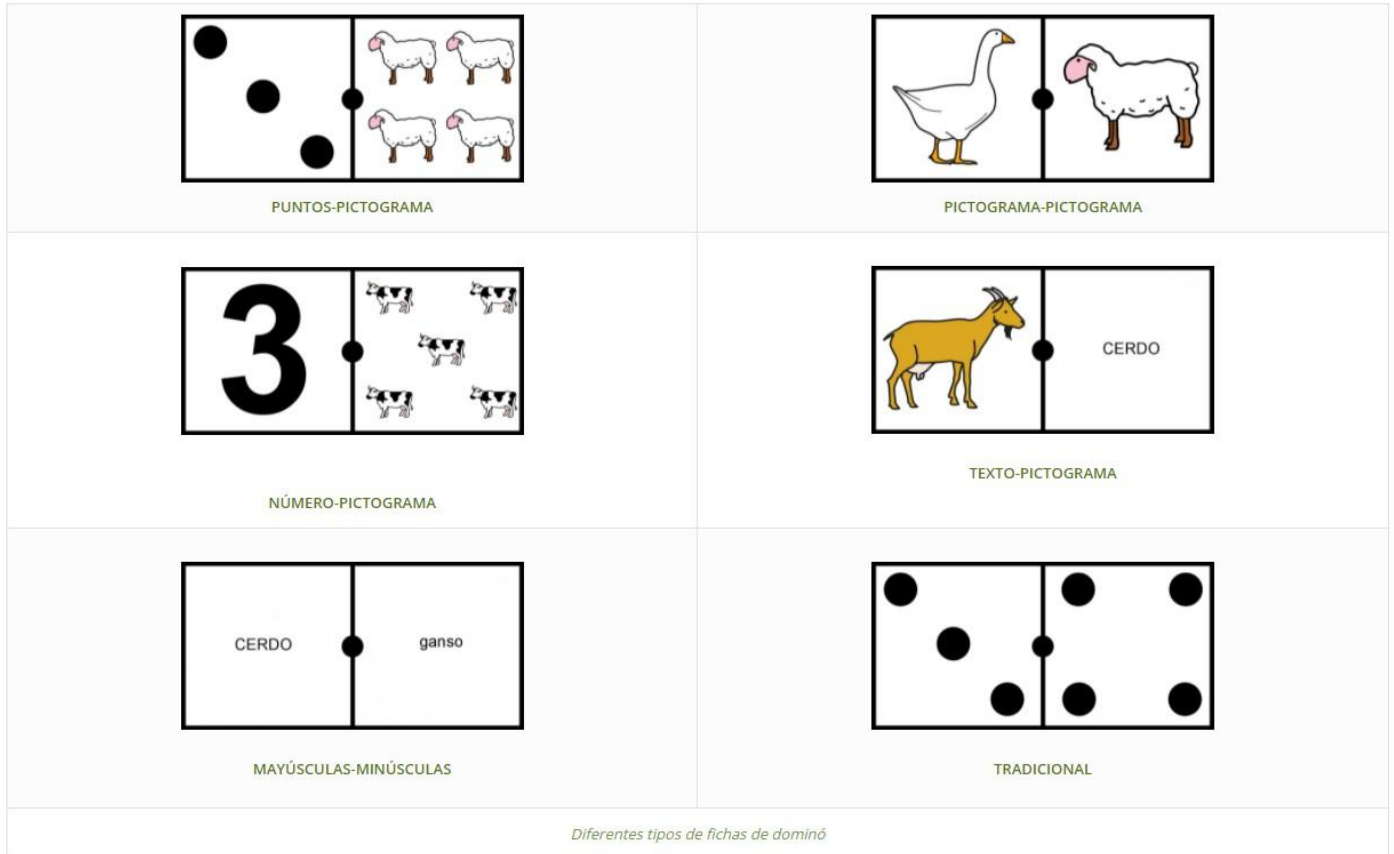 PUNTOS-PICTOGRAMA
PICTOGRAMA-PICTOGRAMA
3
CERDO
NÚMERO-PICTOGRAMA
TEXTO-PICTOGRAMA
CERDO
ganso
MAYÚSCULAS-MINÚSCULAS
TRADICIONAL
Diferentes tipos de fichas de dominó